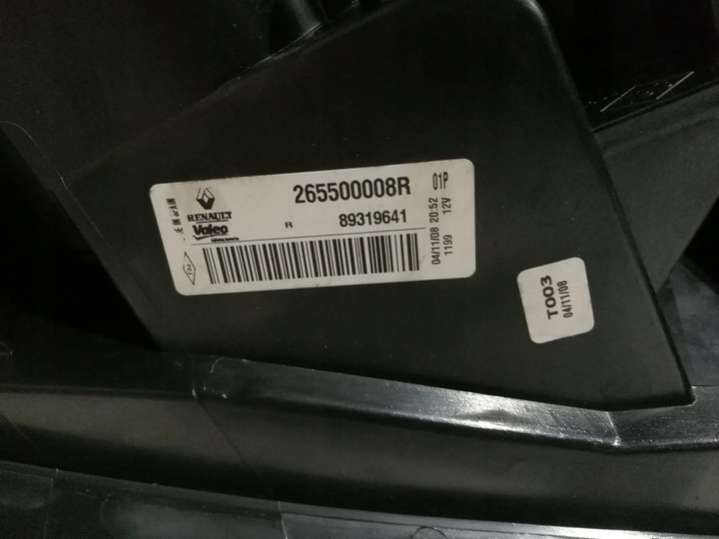 265500008R
01P
RENAULT
Valeo
R
89319641
04/11/08 20:52
1199 12V
T003
04/11/08